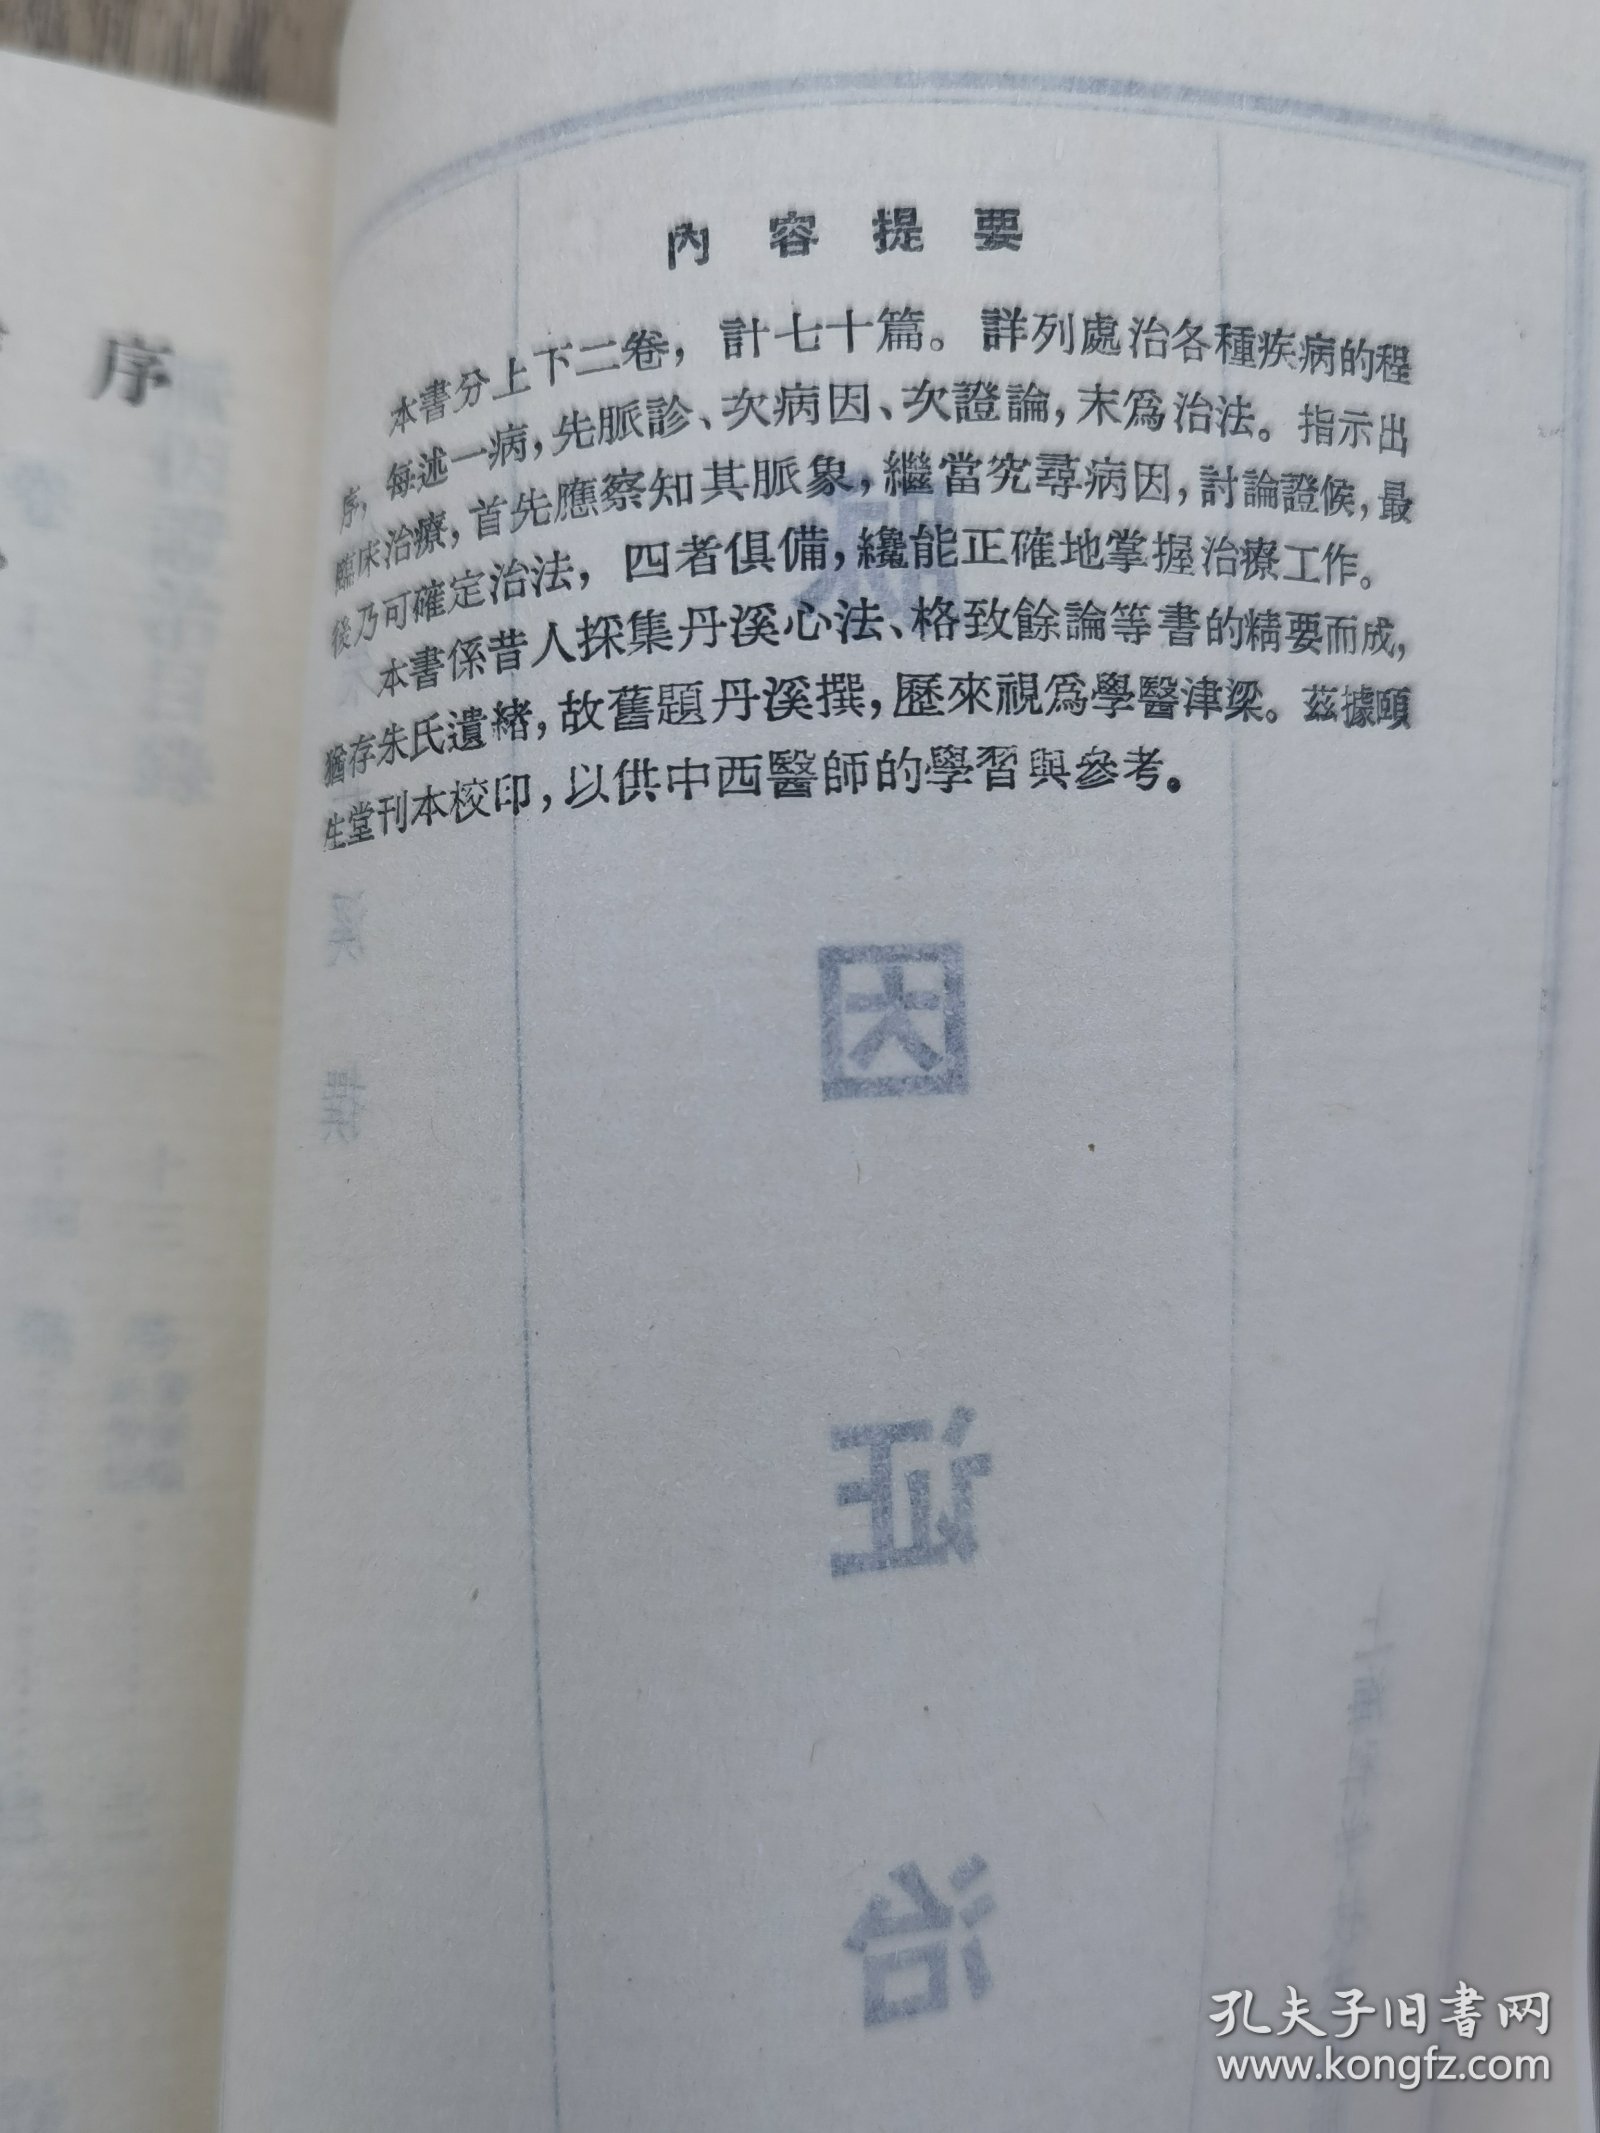 內容提要
本書分上下二卷，計七十篇。詳列處治各種疾病的程
序，每述一病，先脈診、次病因、次證論，末爲治法。指示出
臨床治療，首先應察知其脈象，繼當究尋病因，討論證候，最
後乃可確定治法，四者俱備，纔能正確地掌握治療工作。
本書係昔人採集丹溪心法、格致餘論等書的精要而成，
猶存朱氏遺緒，故舊題丹溪撰，歷來視爲學醫津梁。茲據頤
生堂刊本校印，以供中西醫師的學習與參考。
序
脈
因
证
治
溪
撰
孔夫子旧书网
www.kongfz.com